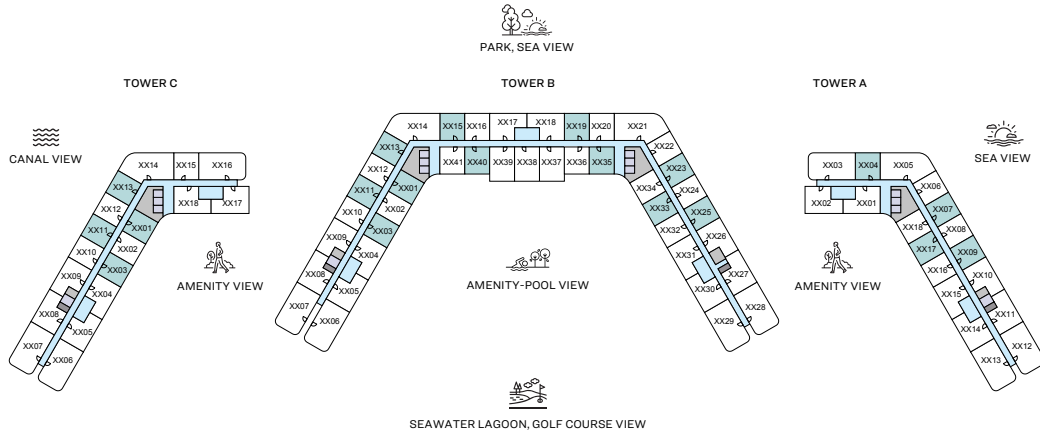 PARK, SEA VIEW
TOWER C
TOWER B
TOWER A
CANAL VIEW
SEA VIEW
AMENITY VIEW
AMENITY-POOL VIEW
AMENITY VIEW
SEAWATER LAGOON, GOLF COURSE VIEW
XX14
XX15
XX16
XX13
XX12
XX11
XX10
XX09
XX08
XX07
XX06
XX05
XX04
XX03
XX02
XX01
XX18
XX17
XX14
XX15
XX16
XX17
XX18
XX19
XX20
XX21
XX13
XX12
XX11
XX10
XX09
XX08
XX07
XX06
XX05
XX04
XX03
XX02
XX01
XX41
XX40
XX39
XX38
XX37
XX36
XX35
XX22
XX23
XX24
XX25
XX26
XX27
XX28
XX29
XX30
XX31
XX32
XX33
XX34
XX03
XX04
XX05
XX02
XX01
XX06
XX07
XX08
XX09
XX10
XX11
XX12
XX13
XX14
XX15
XX16
XX17
XX18